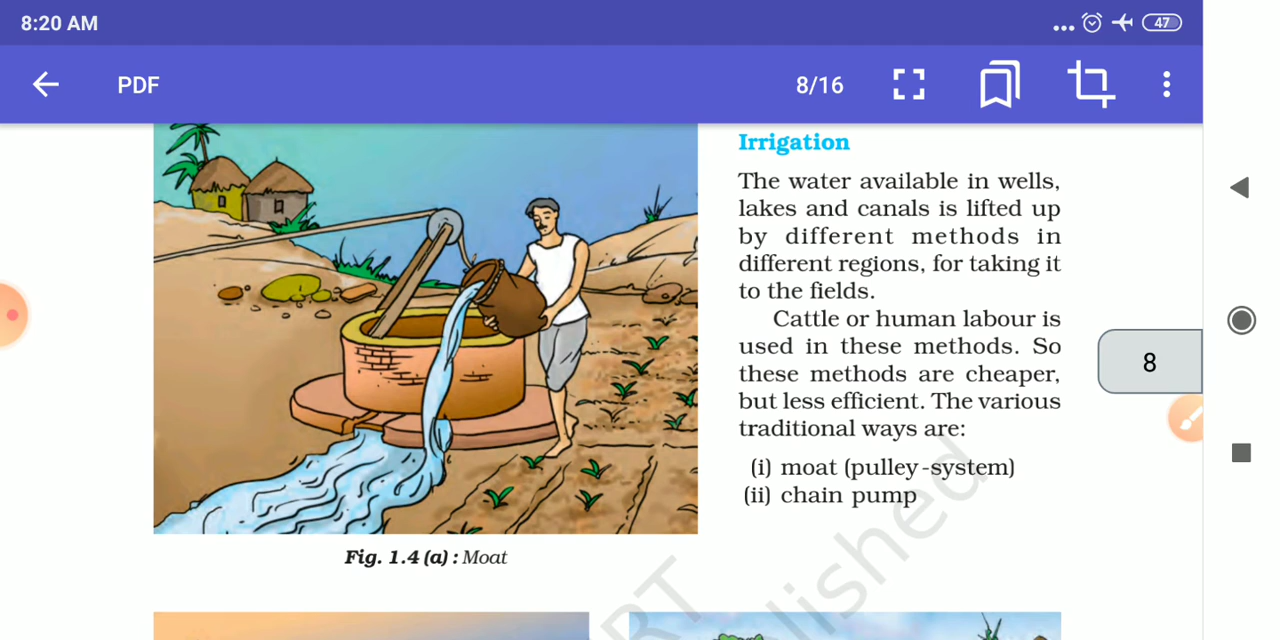 8:20 AM
47
PDF
8/16
Irrigation
The water available in wells,
lakes and canals is lifted up
by different methods in
different regions, for taking it
to the fields.
Cattle or human labour is
used in these methods. So
these methods are cheaper,
but less efficient. The various
traditional ways are:
(i) moat (pulley-system)
(ii) chain pump
8
Fig. 1.4 (a) : Moat